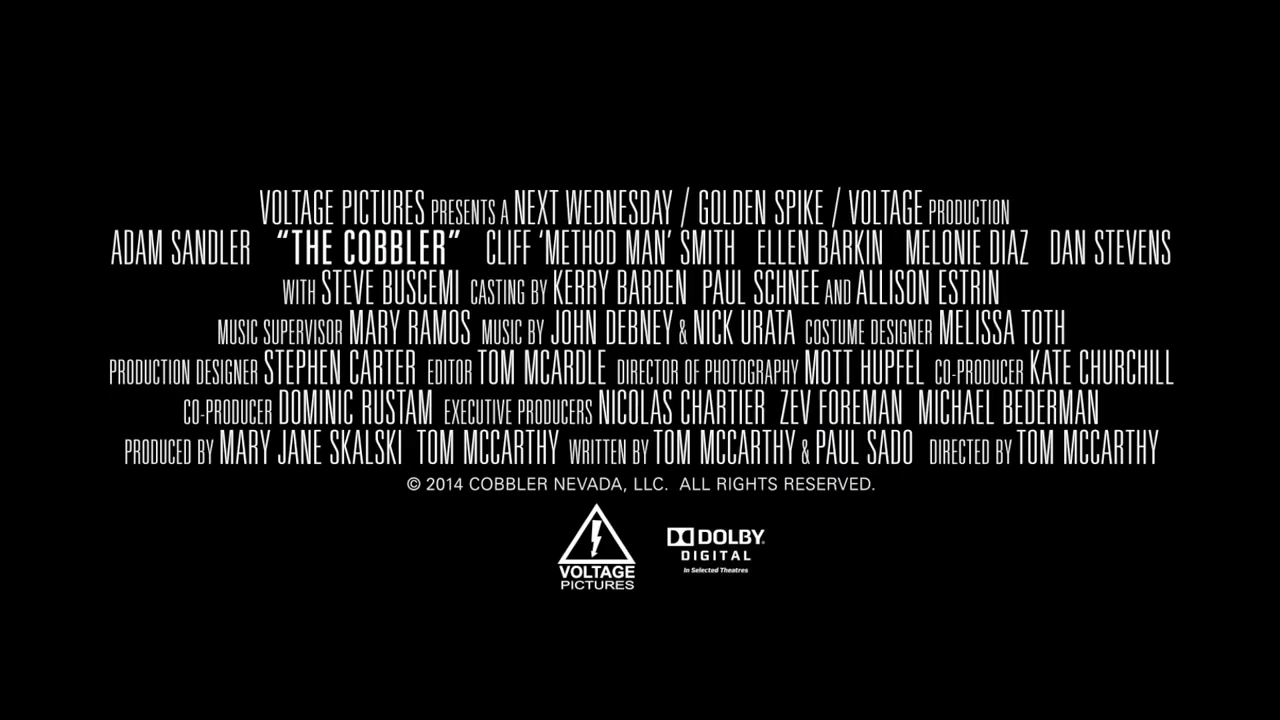 VOLTAGE PICTURES PRESENTS A NEXT WEDNESDAY / GOLDEN SPIKE / VOLTAGE PRODUCTION
ADAM SANDLER "THE COBBLER" CLIFF 'METHOD MAN' SMITH ELLEN BARKIN MELONIE DIAZ DAN STEVENS
WITH STEVE BUSCEMI CASTING BY KERRY BARDEN PAUL SCHNEE AND ALLISON ESTRIN
MUSIC SUPERVISOR MARY RAMOS MUSIC BY JOHN DEBNEY & NICK URATA COSTUME DESIGNER MELISSA TOTH
PRODUCTION DESIGNER STEPHEN CARTER EDITOR TOM MCARDLE DIRECTOR OF PHOTOGRAPHY MOTT HUPFEL CO-PRODUCER KATE CHURCHILL
CO-PRODUCER DOMINIC RUSTAM EXECUTIVE PRODUCERS NICOLAS CHARTIER ZEV FOREMAN MICHAEL BEDERMAN
PRODUCED BY MARY JANE SKALSKI TOM MCCARTHY WRITTEN BY TOM MCCARTHY & PAUL SADO DIRECTED BY TOM MCCARTHY
© 2014 COBBLER NEVADA, LLC. ALL RIGHTS RESERVED.
VOLTAGE
PICTURES
DOLBY
DIGITAL
In Selected Theatres